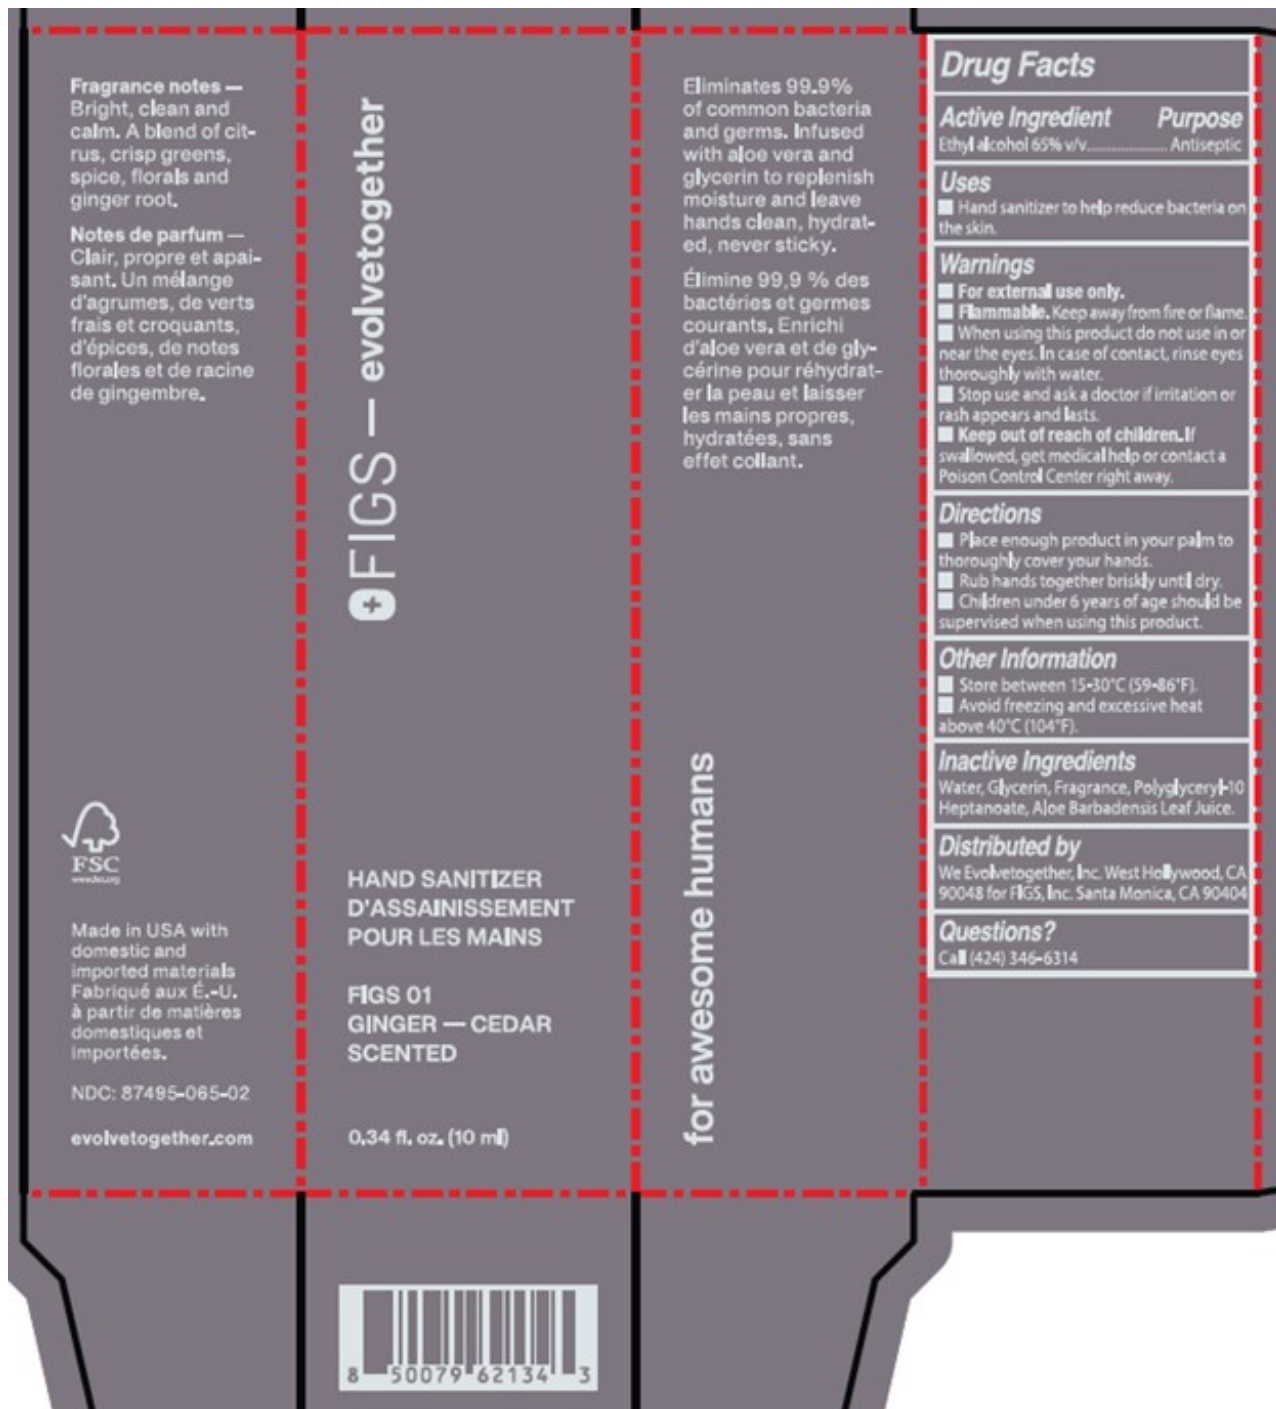 Fragrance notes —
Bright, clean and
calm. A blend of cit-
rus, crisp greens,
spice, florals and
ginger root.
Notes de parfum —
Clair, propre et apai-
sant. Un mélange
d'agrumes, de verts
frais et croquants,
d'épices, de notes
florales et de racine
de gingembre.
FSC
www.fsc.org
Made in USA with
domestic and
imported materials
Fabriqué aux É.-U.
à partir de matières
domestiques et
importées.
NDC: 87495-065-02
evolvetogether.com
FIGS — evolvetogether
HAND SANITIZER
D'ASSAINISSEMENT
POUR LES MAINS
FIGS 01
GINGER — CEDAR
SCENTED
0.34 fl. oz. (10 ml)
8 50079 62134 3
Eliminates 99.9%
of common bacteria
and germs. Infused
with aloe vera and
glycerin to replenish
moisture and leave
hands clean, hydrat-
ed, never sticky.
Élimine 99,9 % des
bactéries et germes
courants. Enrichi
d'aloe vera et de gly-
cérine pour réhydrat-
er la peau et laisser
les mains propres,
hydratées, sans
effet collant.
for awesome humans
Drug Facts
Active Ingredient Purpose
Ethyl alcohol 65% v/v..................... Antiseptic
Uses
■ Hand sanitizer to help reduce bacteria on
the skin.
Warnings
■ For external use only.
■ Flammable. Keep away from fire or flame.
■ When using this product do not use in or
near the eyes. In case of contact, rinse eyes
thoroughly with water.
■ Stop use and ask a doctor if irritation or
rash appears and lasts.
■ Keep out of reach of children. If
swallowed, get medical help or contact a
Poison Control Center right away.
Directions
■ Place enough product in your palm to
thoroughly cover your hands.
■ Rub hands together briskly until dry.
■ Children under 6 years of age should be
supervised when using this product.
Other Information
■ Store between 15-30°C (59-86°F).
■ Avoid freezing and excessive heat
above 40°C (104°F).
Inactive Ingredients
Water, Glycerin, Fragrance, Polyglyceryl-10
Heptanoate, Aloe Barbadensis Leaf Juice.
Distributed by
We Evolvetogether, Inc. West Hollywood, CA
90048 for FIGS, Inc. Santa Monica, CA 90404
Questions?
Call (424) 346-6314